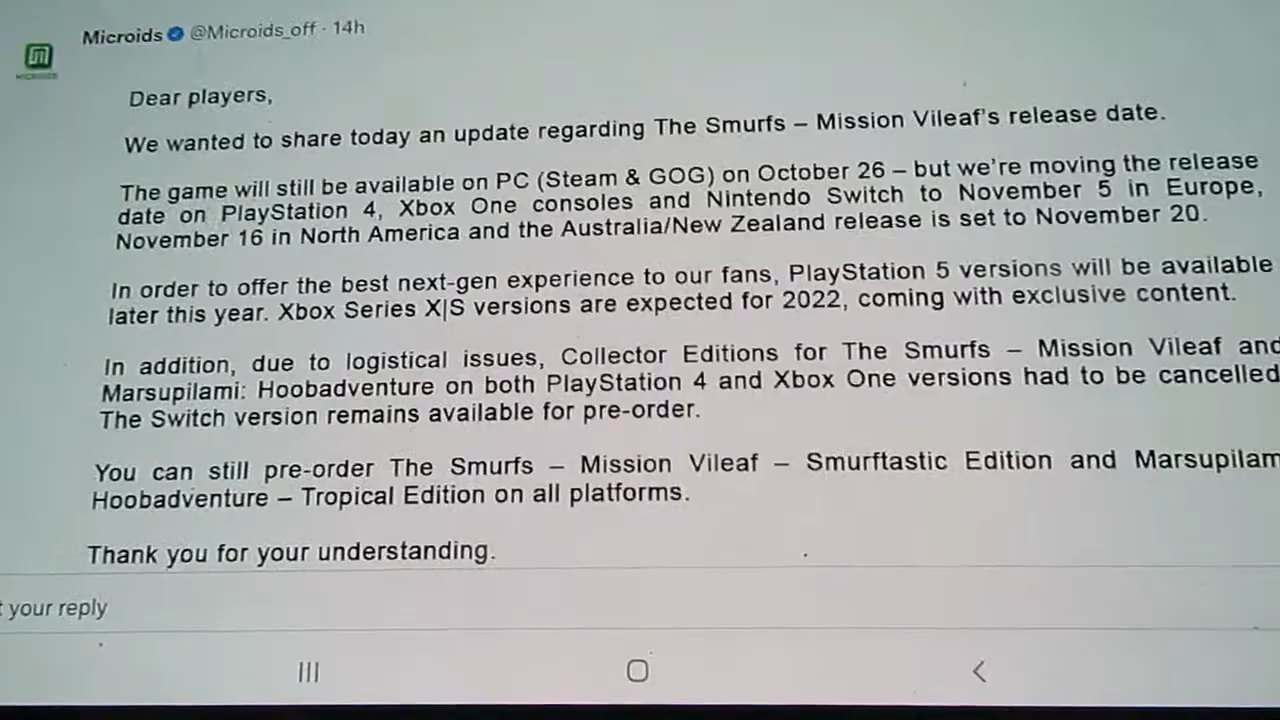 Microids @Microids_off · 14h
MICROIDS
Dear players,
We wanted to share today an update regarding The Smurfs – Mission Vileaf's release date.
The game will still be available on PC (Steam & GOG) on October 26 – but we're moving the release
date on PlayStation 4, Xbox One consoles and Nintendo Switch to November 5 in Europe,
November 16 in North America and the Australia/New Zealand release is set to November 20.
In order to offer the best next-gen experience to our fans, PlayStation 5 versions will be available
later this year. Xbox Series X|S versions are expected for 2022, coming with exclusive content.
In addition, due to logistical issues, Collector Editions for The Smurfs – Mission Vileaf and
Marsupilami: Hoobadventure on both PlayStation 4 and Xbox One versions had to be cancelled
The Switch version remains available for pre-order.
You can still pre-order The Smurfs – Mission Vileaf – Smurftastic Edition and Marsupilam
Hoobadventure – Tropical Edition on all platforms.
Thank you for your understanding.
t your reply